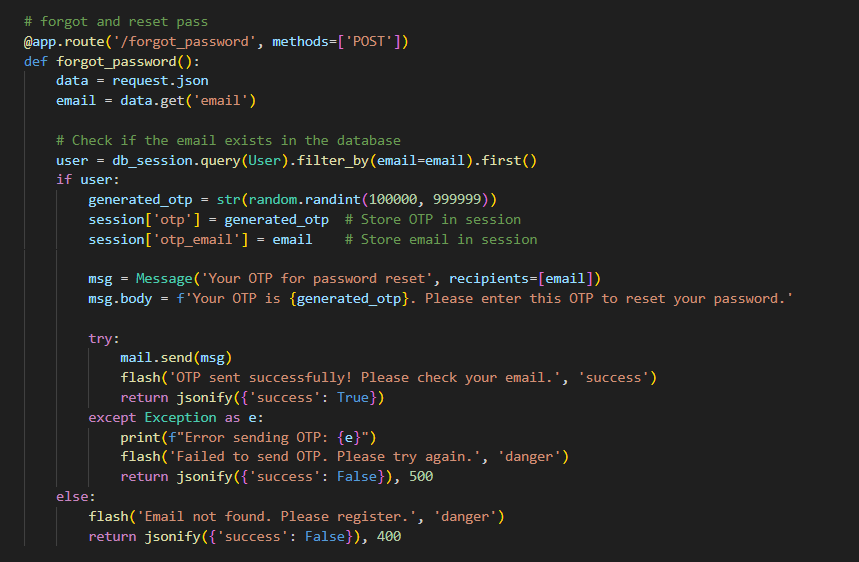 # forgot and reset pass
@app.route('/forgot_password', methods=['POST'])
def forgot_password():
    data = request.json
    email = data.get('email')

    # Check if the email exists in the database
    user = db_session.query(User).filter_by(email=email).first()
    if user:
        generated_otp = str(random.randint(100000, 999999))
        session['otp'] = generated_otp  # Store OTP in session
        session['otp_email'] = email    # Store email in session

        msg = Message('Your OTP for password reset', recipients=[email])
        msg.body = f'Your OTP is {generated_otp}. Please enter this OTP to reset your password.'

        try:
            mail.send(msg)
            flash('OTP sent successfully! Please check your email.', 'success')
            return jsonify({'success': True})
        except Exception as e:
            print(f"Error sending OTP: {e}")
            flash('Failed to send OTP. Please try again.', 'danger')
            return jsonify({'success': False}), 500
    else:
        flash('Email not found. Please register.', 'danger')
        return jsonify({'success': False}), 400